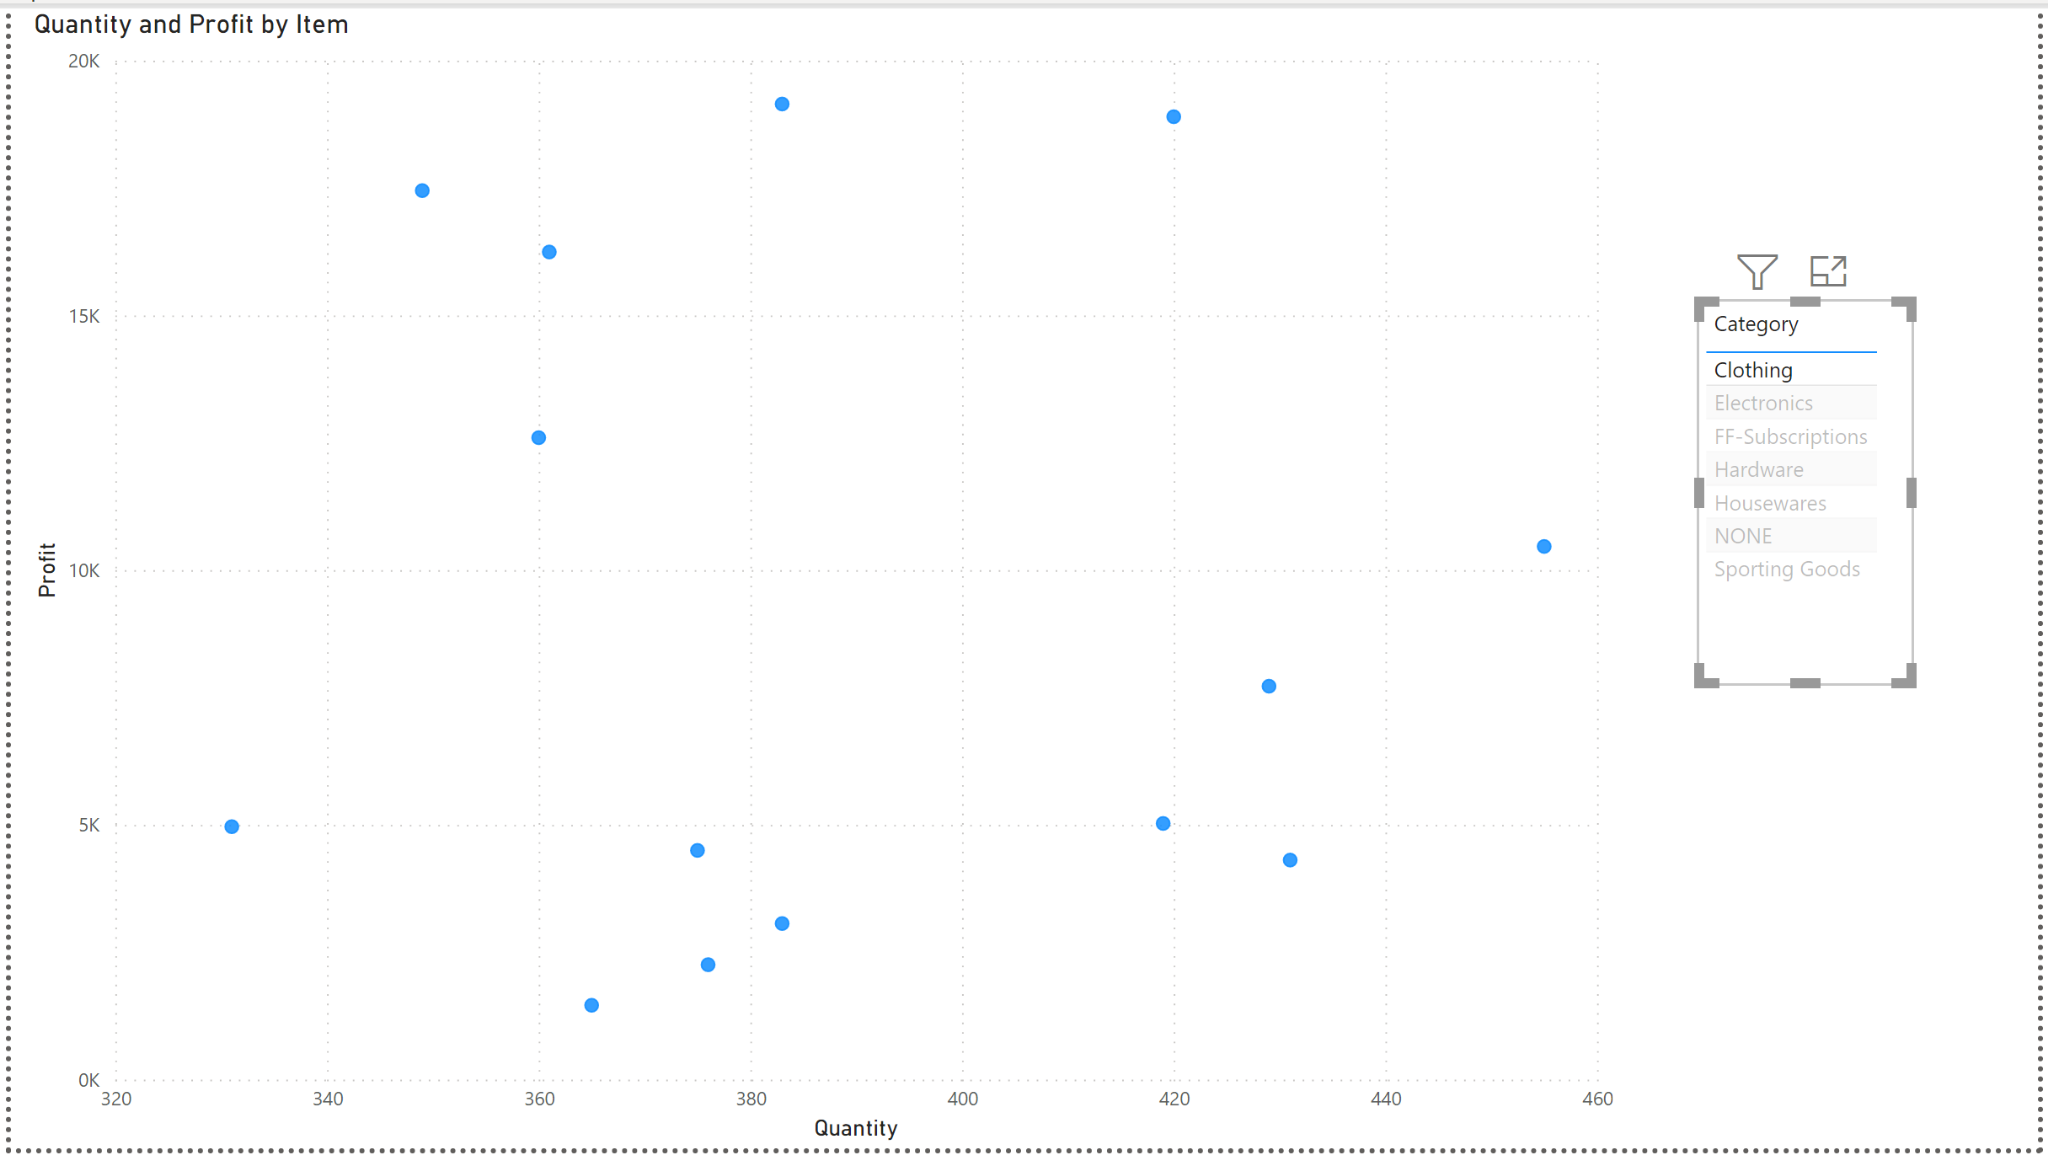 Quantity and Profit by Item
20K
15K
10K
5K
0K
Profit
320 340 360 380 400 420 440 460
Quantity
Category
Clothing
Electronics
FF-Subscriptions
Hardware
Housewares
NONE
Sporting Goods